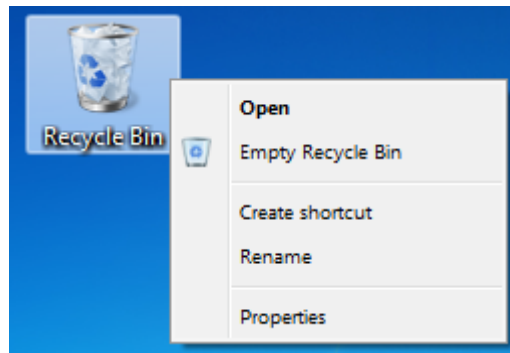 Recycle Bin
Open
Empty Recycle Bin
Create shortcut
Rename
Properties